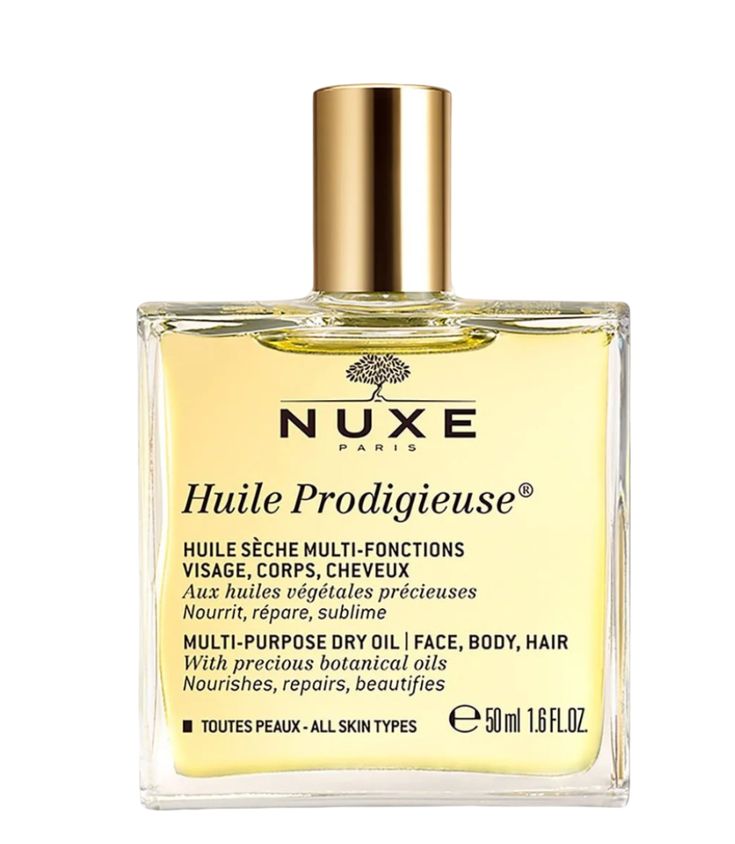 NUXE
PARIS
Huile Prodigieuse®
HUILE SÈCHE MULTI-FONCTIONS
VISAGE, CORPS, CHEVEUX
Aux huiles végétales précieuses
Nourrit, répare, sublime
MULTI-PURPOSE DRY OIL | FACE, BODY, HAIR
With precious botanical oils
Nourishes, repairs, beautifies
■ TOUTES PEAUX - ALL SKIN TYPES ℮ 50 ml 1.6 FL.OZ.